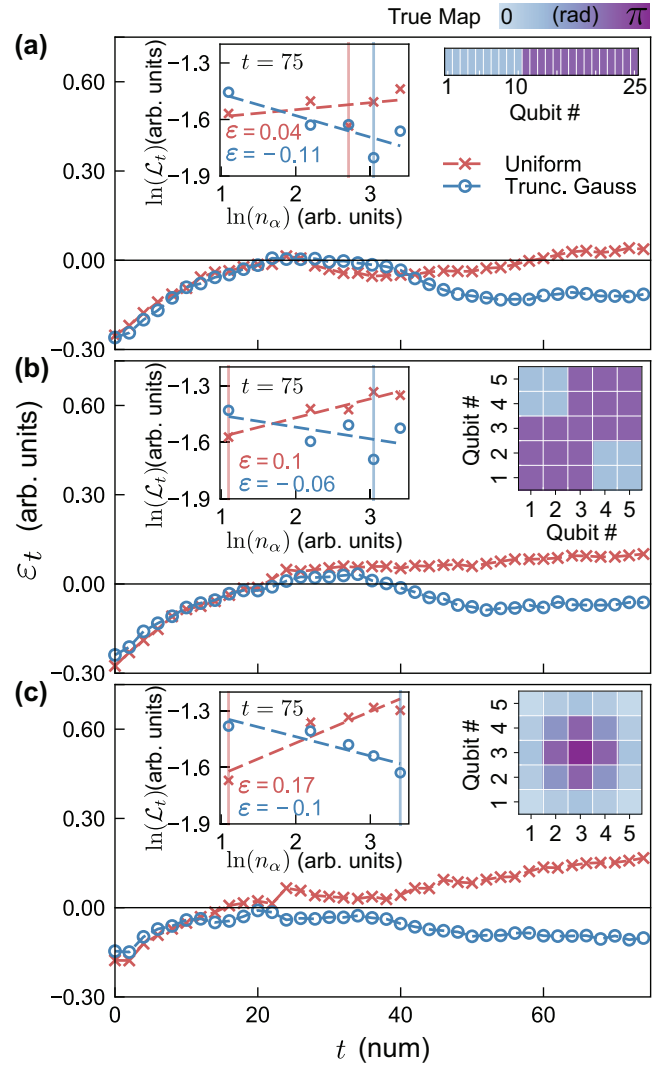 True Map 0 (rad) π
(a)
0.60
0.30
0.00
−0.30
ln(ℒₜ)(arb. units)
−1.3
−1.6
−1.9
t = 75
ε = 0.04
ε = −0.11
1 2 3
ln(nα) (arb. units)
1 10 25
Qubit #
Uniform
Trunc. Gauss
(b)
0.60
0.30
0.00
−0.30
ln(ℒₜ)(arb. units)
−1.3
−1.6
−1.9
t = 75
ε = 0.1
ε = −0.06
1 2 3
ln(nα) (arb. units)
Qubit #
5
4
3
2
1
1 2 3 4 5
Qubit #
εt (arb. units)
(c)
0.60
0.30
0.00
−0.30
ln(ℒₜ)(arb. units)
−1.3
−1.6
−1.9
t = 75
ε = 0.17
ε = −0.1
1 2 3
ln(nα) (arb. units)
Qubit #
5
4
3
2
1
1 2 3 4 5
Qubit #
0 20 40 60
t (num)